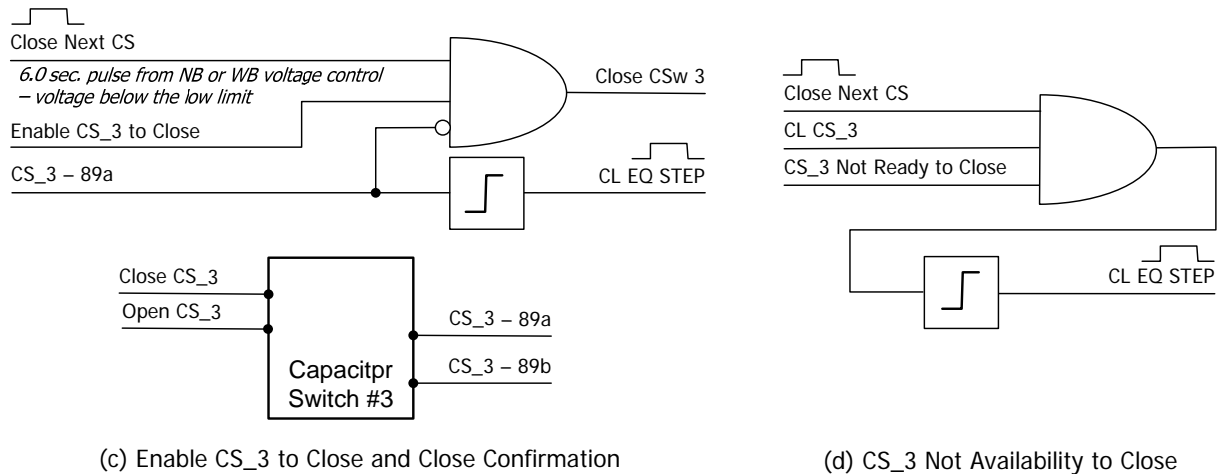 Close Next CS
6.0 sec. pulse from NB or WB voltage control
– voltage below the low limit
Enable CS_3 to Close
CS_3 – 89a
Close CSw 3
CL EQ STEP
Close CS_3
Open CS_3
CS_3 – 89a
CS_3 – 89b
Capacitpr
Switch #3
(c) Enable CS_3 to Close and Close Confirmation
Close Next CS
CL CS_3
CS_3 Not Ready to Close
CL EQ STEP
(d) CS_3 Not Availability to Close